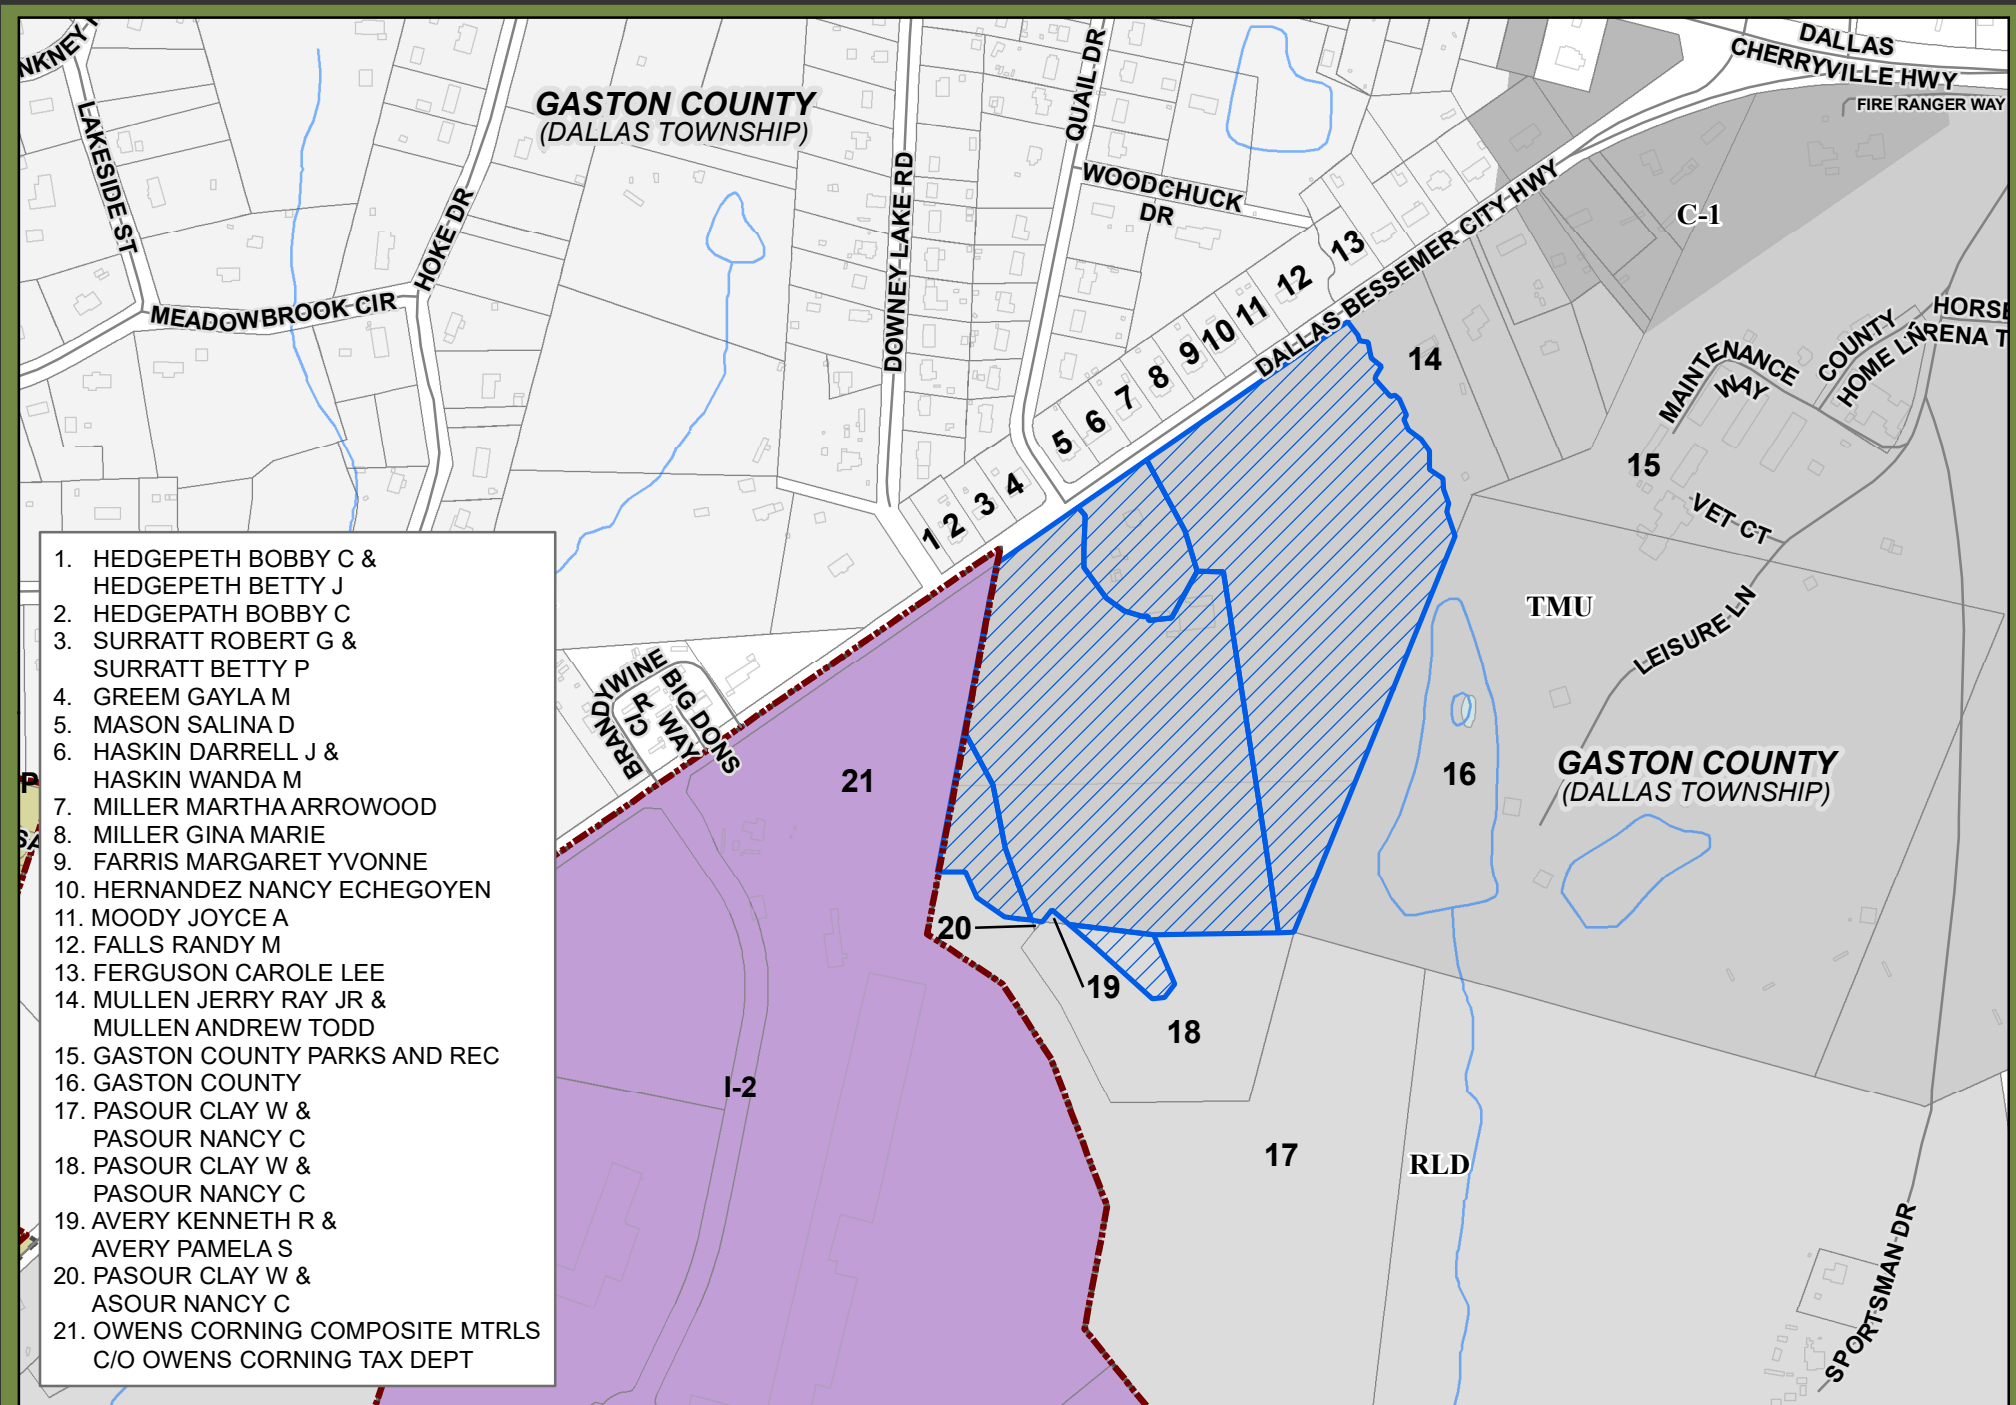 NKNEY
LAKESIDE ST
MEADOWBROOK CIR
HOKE DR
GASTON COUNTY
(DALLAS TOWNSHIP)
DOWNEY LAKE RD
QUAIL DR
WOODCHUCK
DR
DALLAS
CHERRYVILLE HWY
FIRE RANGER WAY
DALLAS BESSEMER CITY HWY
C-1
HORSE
RENA T
COUNTY
HOME LN
MAINTENANCE
WAY
VET CT
LEISURE LN
TMU
GASTON COUNTY
(DALLAS TOWNSHIP)
1
2
3
4
5
6
7
8
9
10
11
12
13
14
15
16
17
18
19
20
21
BRANDYWINE
CIR
BIG DONS
WAY
I-2
RLD
SPORTSMAN DR
P
SA
1. HEDGEPETH BOBBY C &
HEDGEPETH BETTY J
2. HEDGEPATH BOBBY C
3. SURRATT ROBERT G &
SURRATT BETTY P
4. GREEM GAYLA M
5. MASON SALINA D
6. HASKIN DARRELL J &
HASKIN WANDA M
7. MILLER MARTHA ARROWOOD
8. MILLER GINA MARIE
9. FARRIS MARGARET YVONNE
10. HERNANDEZ NANCY ECHEGOYEN
11. MOODY JOYCE A
12. FALLS RANDY M
13. FERGUSON CAROLE LEE
14. MULLEN JERRY RAY JR &
MULLEN ANDREW TODD
15. GASTON COUNTY PARKS AND REC
16. GASTON COUNTY
17. PASOUR CLAY W &
PASOUR NANCY C
18. PASOUR CLAY W &
PASOUR NANCY C
19. AVERY KENNETH R &
AVERY PAMELA S
20. PASOUR CLAY W &
ASOUR NANCY C
21. OWENS CORNING COMPOSITE MTRLS
C/O OWENS CORNING TAX DEPT